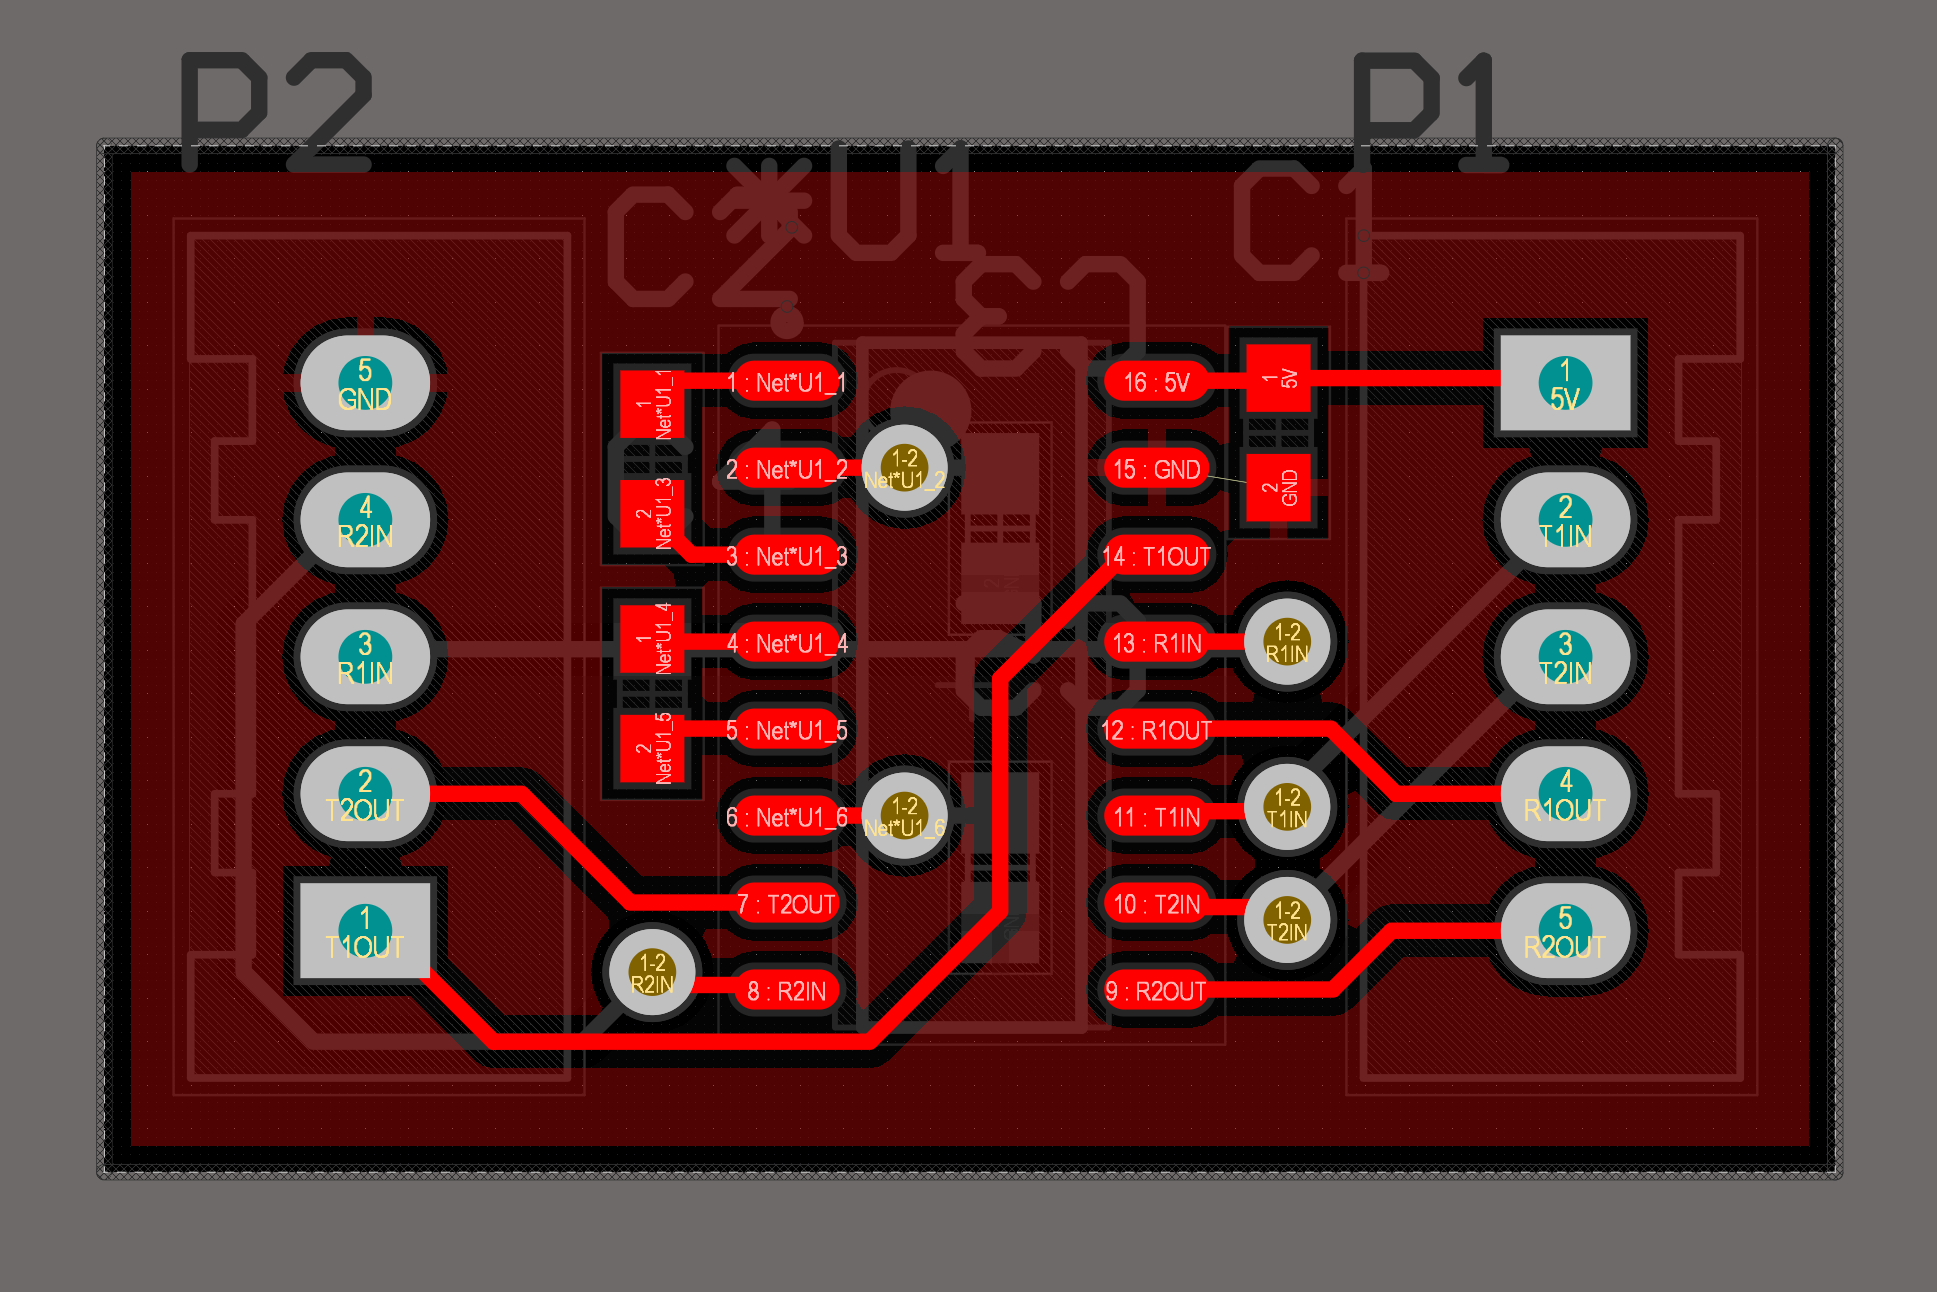 P2
P1
C2
*U1
C1
C3
5
GND
4
R2IN
3
R1IN
2
T2OUT
1
T1OUT
1
Net*U1_1
2
Net*U1_3
1
Net*U1_4
2
Net*U1_5
1 : Net*U1_1
2 : Net*U1_2
3 : Net*U1_3
4 : Net*U1_4
5 : Net*U1_5
6 : Net*U1_6
7 : T2OUT
8 : R2IN
1-2
Net*U1_2
1-2
Net*U1_6
1-2
R2IN
16 : 5V
15 : GND
14 : T1OUT
13 : R1IN
12 : R1OUT
11 : T1IN
10 : T2IN
9 : R2OUT
1
5V
2
GND
1-2
R1IN
1-2
T1IN
1-2
T2IN
1
5V
2
T1IN
3
T2IN
4
R1OUT
5
R2OUT